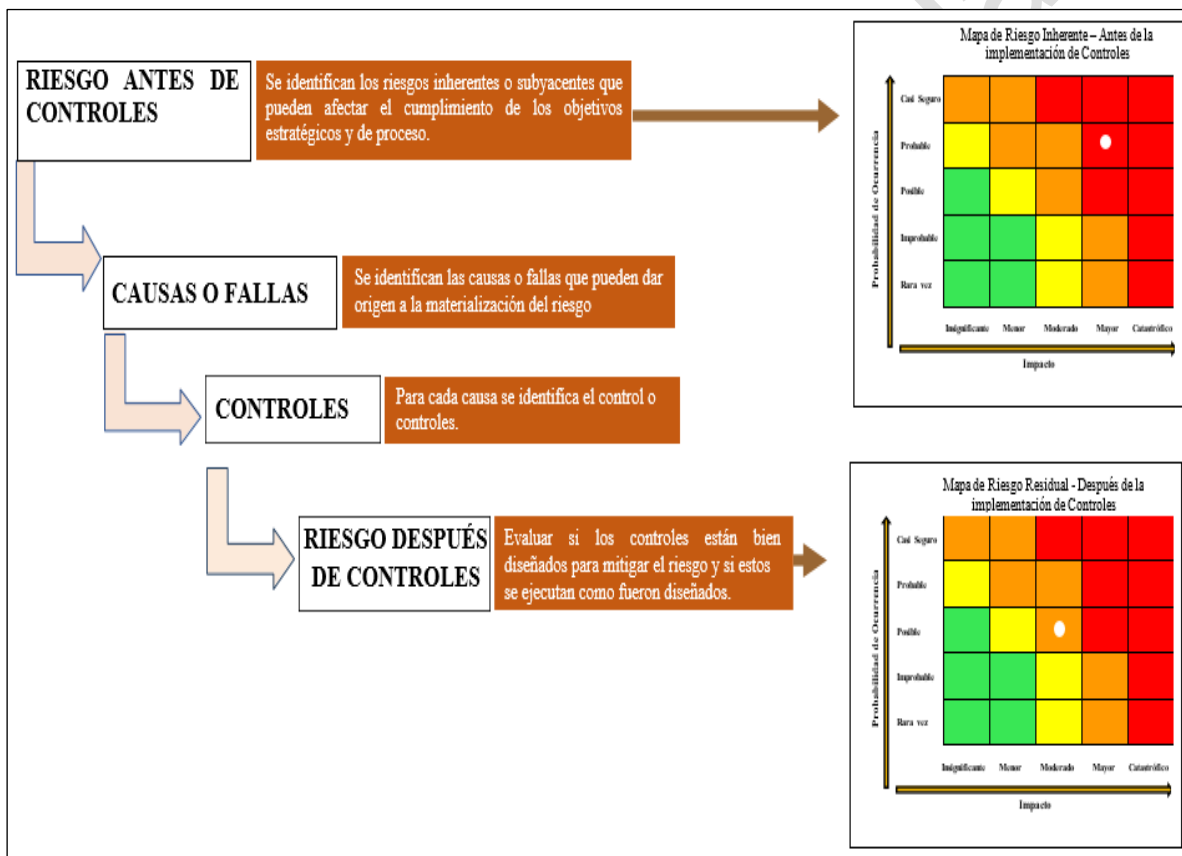 RIESGO ANTES DE
CONTROLES
Se identifican los riesgos inherentes o subyacentes que
pueden afectar el cumplimiento de los objetivos
estratégicos y de proceso.
CAUSAS O FALLAS
Se identifican las causas o fallas que pueden dar
origen a la materialización del riesgo
CONTROLES
Para cada causa se identifica el control o
controles.
RIESGO DESPUÉS
DE CONTROLES
Evaluar si los controles están bien
diseñados para mitigar el riesgo y si estos
se ejecutan como fueron diseñados.
Mapa de Riesgo Inherente – Antes de la
implementación de Controles
Probabilidad de Ocurrencia
Casi Seguro
Probable
Posible
Improbable
Rara vez
Insignificante Menor Moderado Mayor Catastrófico
Impacto
Mapa de Riesgo Residual - Después de la
implementación de Controles
Probabilidad de Ocurrencia
Casi Seguro
Probable
Posible
Improbable
Rara vez
Insignificante Menor Moderado Mayor Catastrófico
Impacto